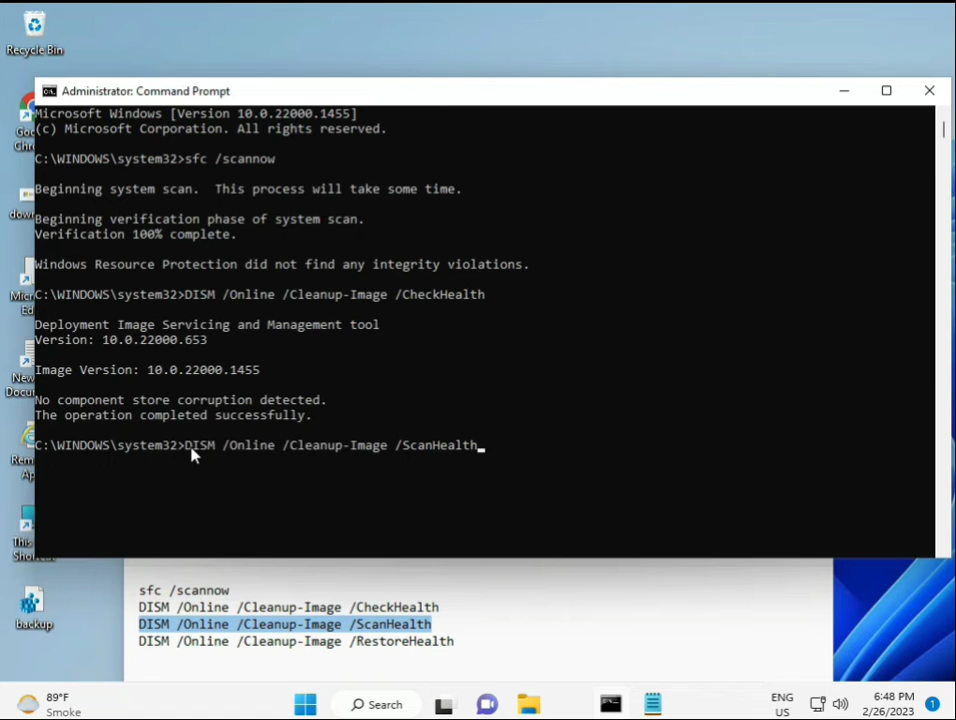 Recycle Bin
Administrator: Command Prompt
Microsoft Windows [Version 10.0.22000.1455]
(c) Microsoft Corporation. All rights reserved.
C:\WINDOWS\system32>sfc /scannow
Beginning system scan.  This process will take some time.
Beginning verification phase of system scan.
Verification 100% complete.
Windows Resource Protection did not find any integrity violations.
C:\WINDOWS\system32>DISM /Online /Cleanup-Image /CheckHealth
Deployment Image Servicing and Management tool
Version: 10.0.22000.653
Image Version: 10.0.22000.1455
No component store corruption detected.
The operation completed successfully.
C:\WINDOWS\system32>DISM /Online /Cleanup-Image /ScanHealth
backup
sfc /scannow
DISM /Online /Cleanup-Image /CheckHealth
DISM /Online /Cleanup-Image /ScanHealth
DISM /Online /Cleanup-Image /RestoreHealth
89°F
Smoke
Search
ENG
US
6:48 PM
2/26/2023
1